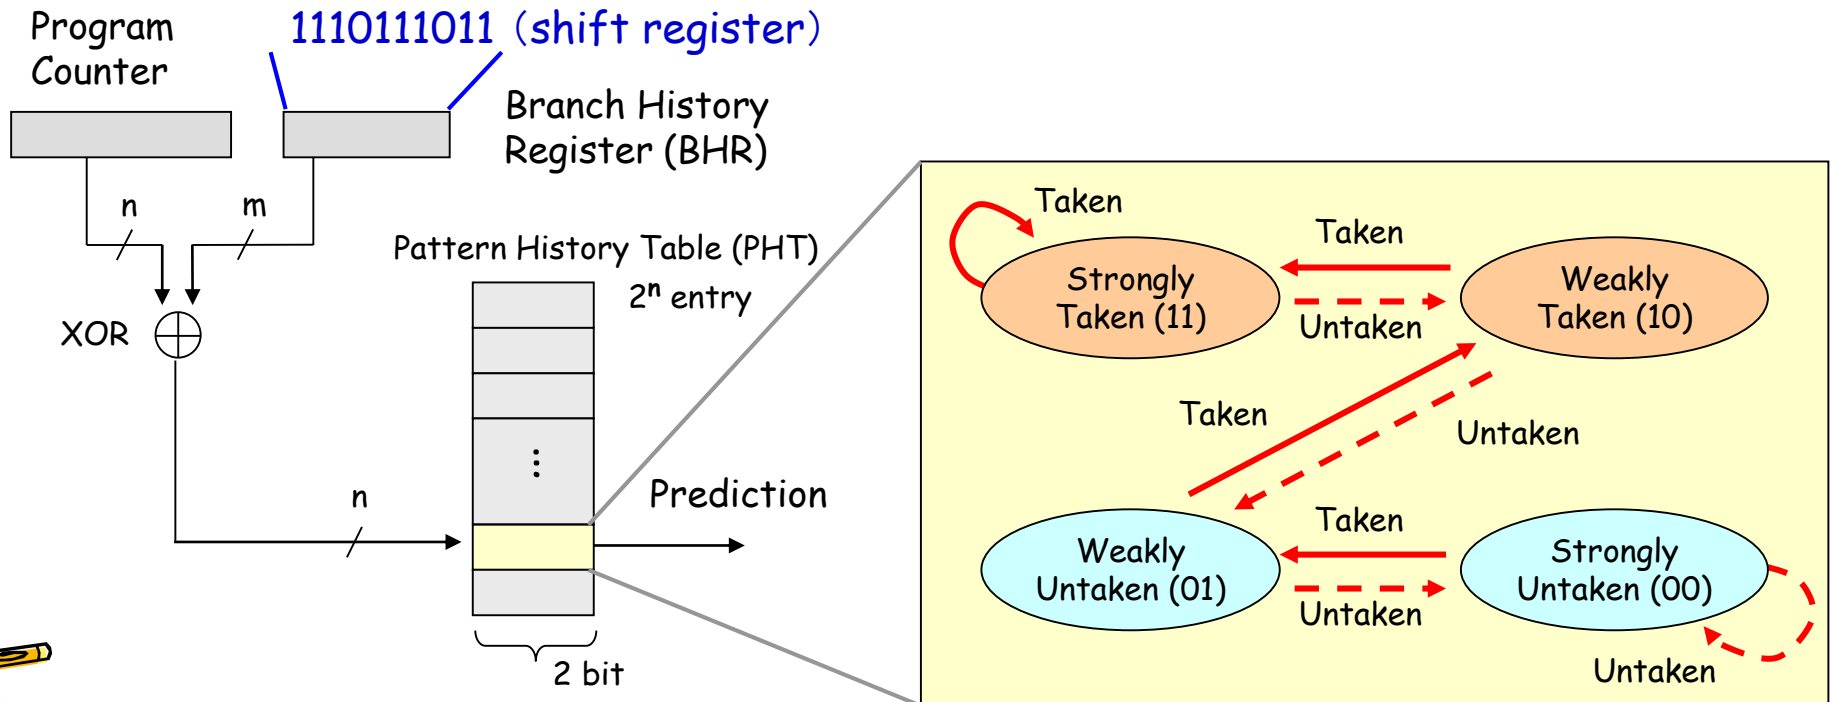 Program
Counter
1110111011（shift register）
Branch History
Register (BHR)
n
m
XOR
Pattern History Table (PHT)
2ⁿ entry
⋮
n
Prediction
2 bit
Taken
Taken
Strongly
Taken (11)
Untaken
Weakly
Taken (10)
Taken
Untaken
Weakly
Untaken (01)
Taken
Untaken
Strongly
Untaken (00)
Untaken